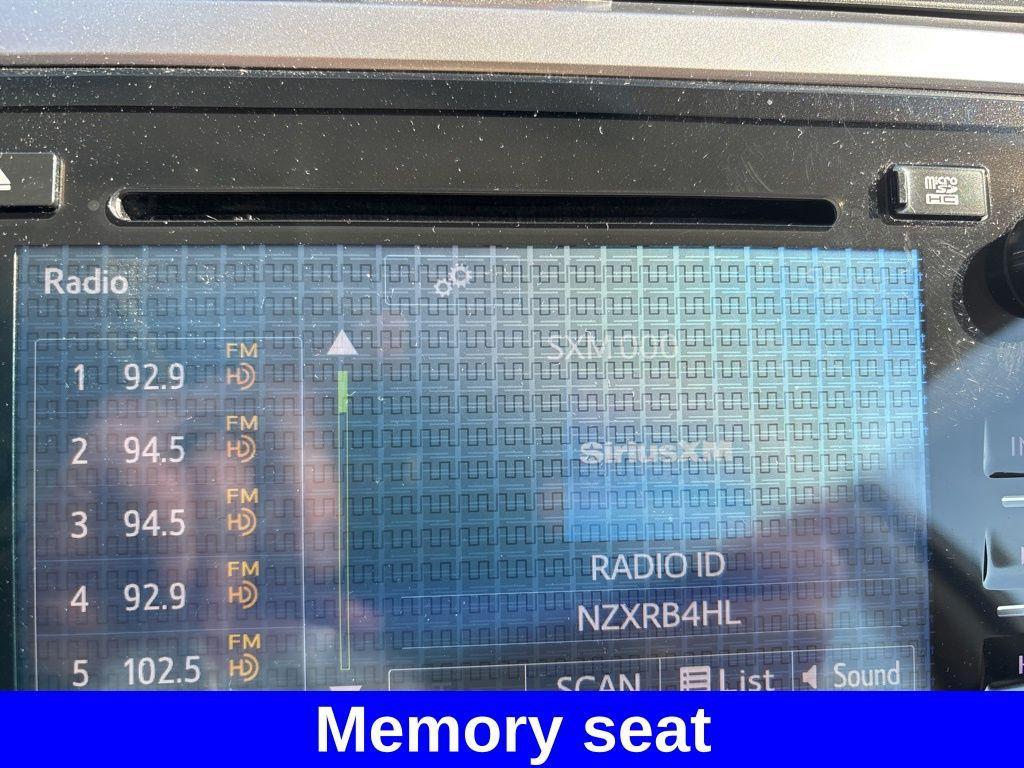 micro
SD
HC
Radio
SXM 000
FM
1 92.9 HD
FM
2 94.5 HD
SiriusXM
FM
3 94.5 HD
RADIO ID
FM
4 92.9 HD
NZXRB4HL
FM
5 102.5 HD
SCAN List Sound
Memory seat